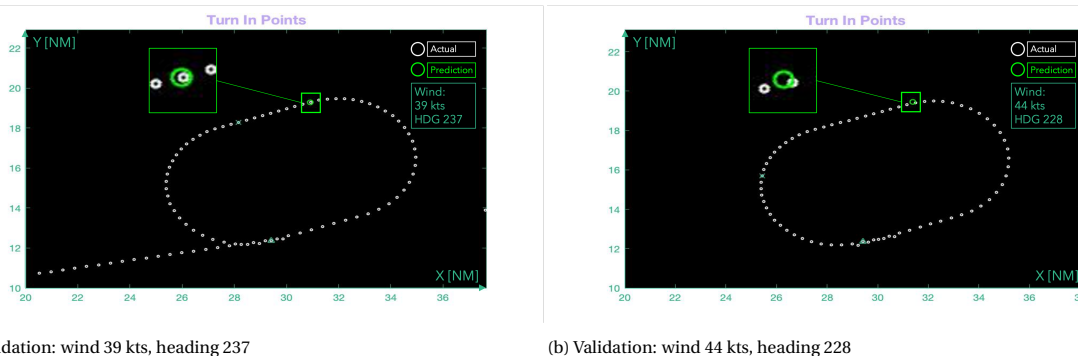 Turn In Points
Y [NM]
Actual
Prediction
Wind:
39 kts
HDG 237
22
20
18
16
14
12
10
X [NM]
20
22
24
26
28
30
32
34
36
dation: wind 39 kts, heading 237
Turn In Points
Y [NM]
Actual
Prediction
Wind:
44 kts
HDG 228
22
20
18
16
14
12
10
X [NM]
20
22
24
26
28
30
32
34
36
(b) Validation: wind 44 kts, heading 228